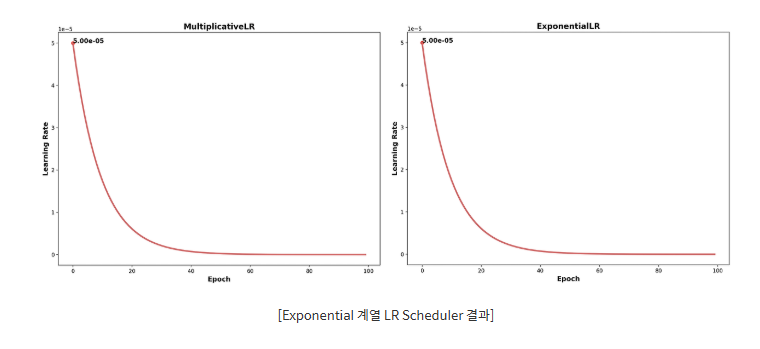 MultiplicativeLR
1e-5
5.00e-05
5
4
3
2
1
0
Learning Rate
0 20 40 60 80 100
Epoch
ExponentialLR
1e-5
5.00e-05
5
4
3
2
1
0
Learning Rate
0 20 40 60 80 100
Epoch
[Exponential 계열 LR Scheduler 결과]